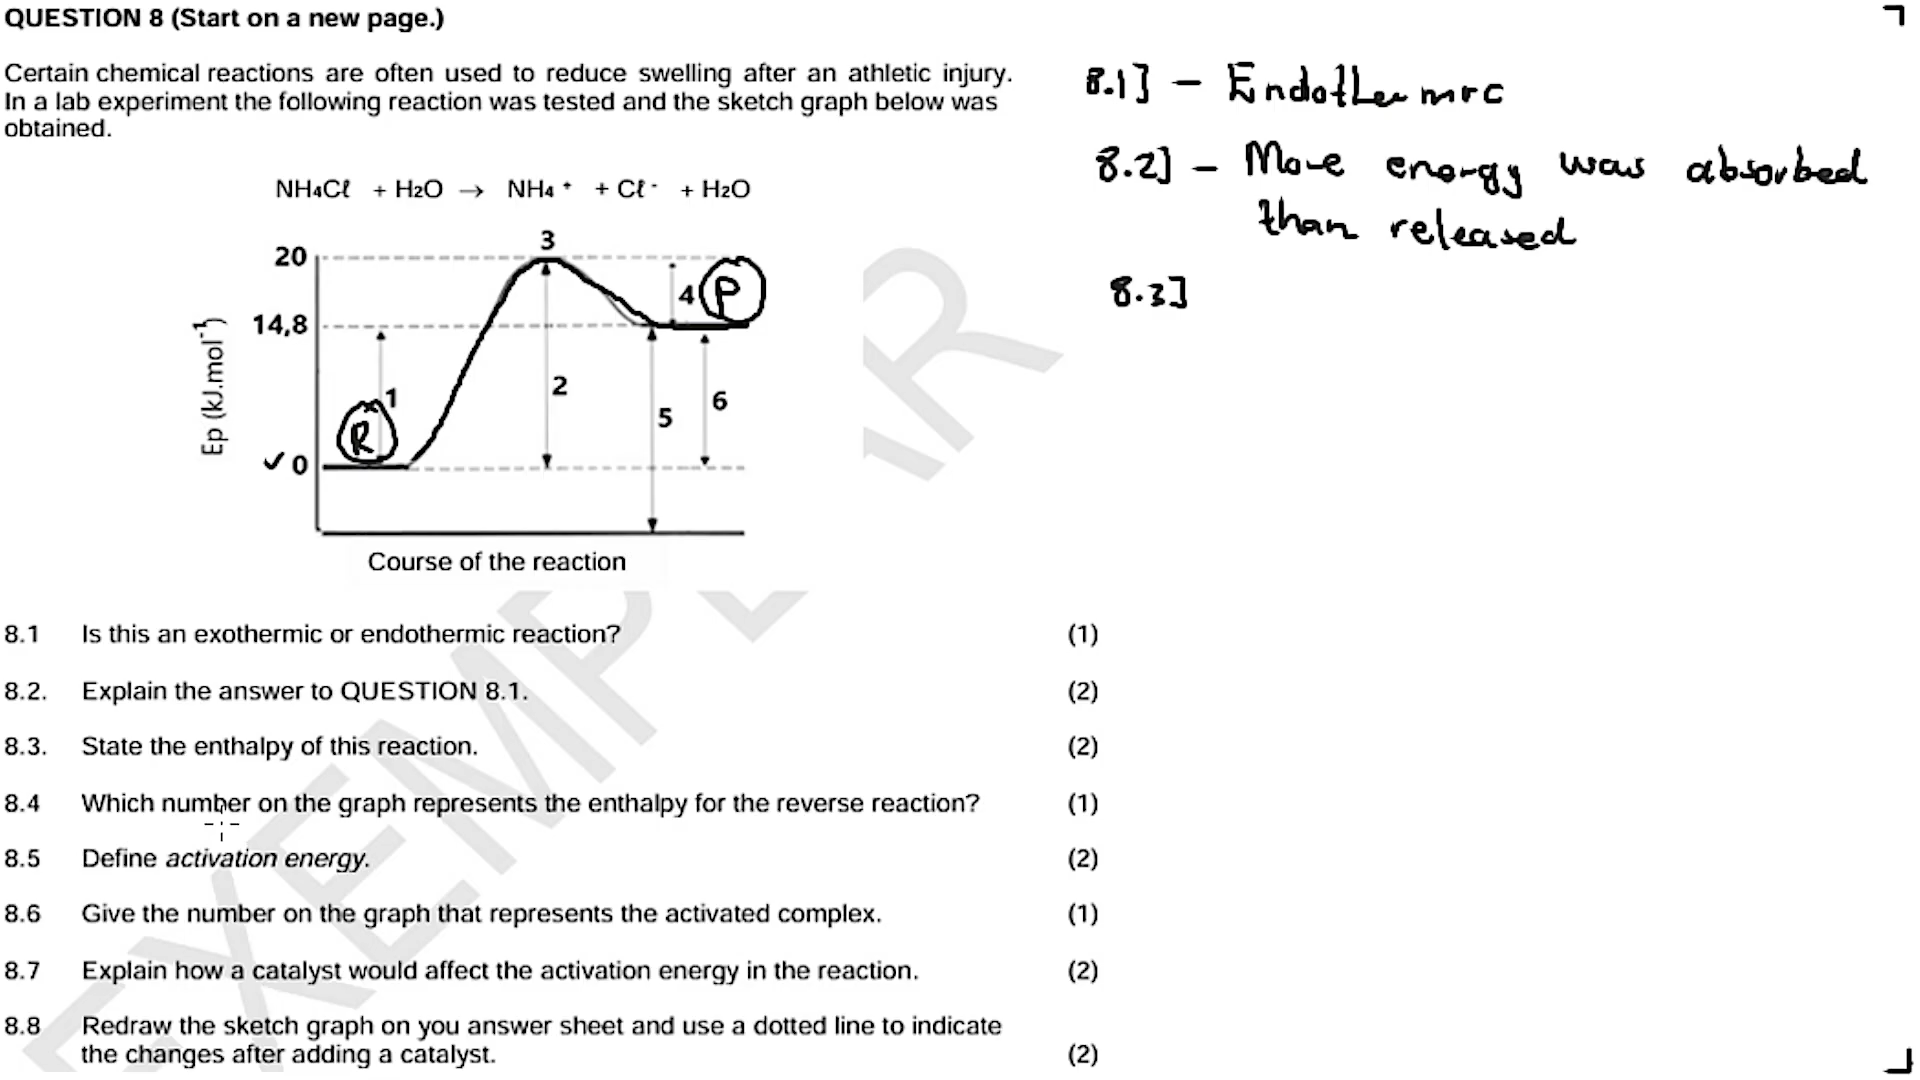 QUESTION 8 (Start on a new page.)
Certain chemical reactions are often used to reduce swelling after an athletic injury.
In a lab experiment the following reaction was tested and the sketch graph below was
obtained.
NH₄Cℓ + H₂O → NH₄⁺ + Cℓ⁻ + H₂O
20
3
4
P
14,8
Ep (kJ.mol⁻¹)
1
2
5
6
R
✓ 0
Course of the reaction
8.1 Is this an exothermic or endothermic reaction? (1)
8.2. Explain the answer to QUESTION 8.1. (2)
8.3. State the enthalpy of this reaction. (2)
8.4 Which number on the graph represents the enthalpy for the reverse reaction? (1)
8.5 Define activation energy. (2)
8.6 Give the number on the graph that represents the activated complex. (1)
8.7 Explain how a catalyst would affect the activation energy in the reaction. (2)
8.8 Redraw the sketch graph on you answer sheet and use a dotted line to indicate
the changes after adding a catalyst. (2)
8.1] - Endothermic
8.2] - More energy was absorbed
than released
8.3]
EXEMPLAR